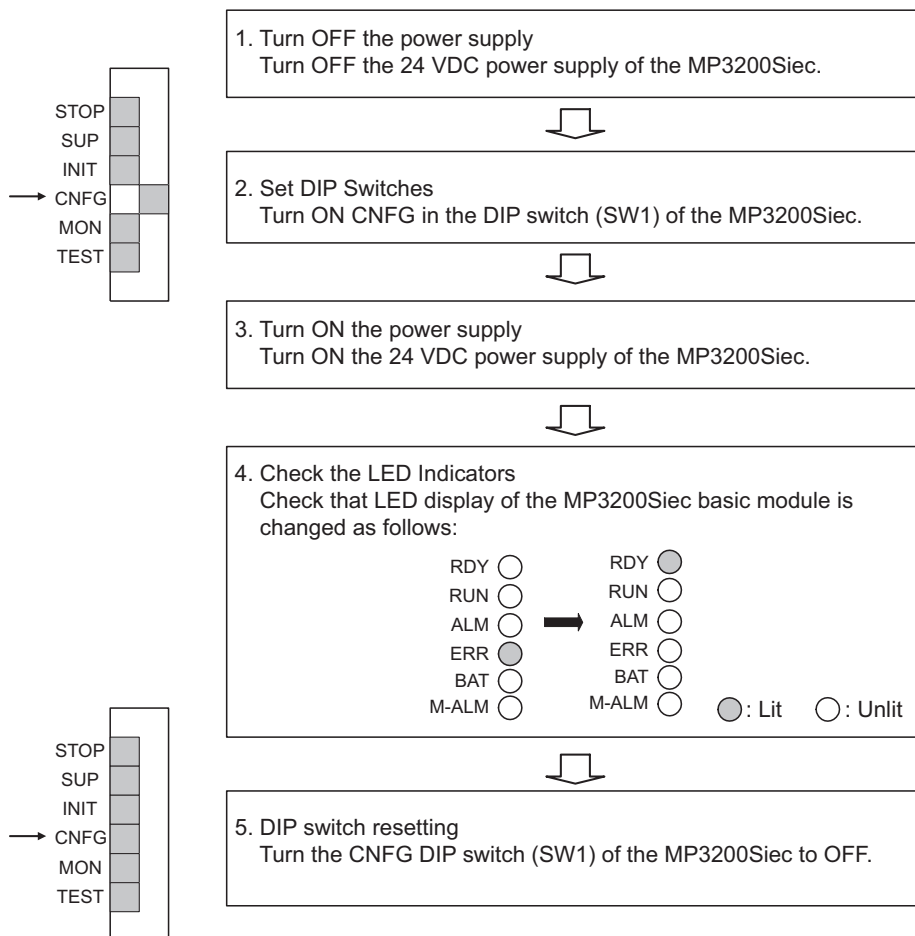 1. Turn OFF the power supply
Turn OFF the 24 VDC power supply of the MP3200Siec.
STOP
SUP
INIT
CNFG
MON
TEST
2. Set DIP Switches
Turn ON CNFG in the DIP switch (SW1) of the MP3200Siec.
3. Turn ON the power supply
Turn ON the 24 VDC power supply of the MP3200Siec.
4. Check the LED Indicators
Check that LED display of the MP3200Siec basic module is
changed as follows:
RDY
RUN
ALM
ERR
BAT
M-ALM
RDY
RUN
ALM
ERR
BAT
M-ALM
: Lit
: Unlit
STOP
SUP
INIT
CNFG
MON
TEST
5. DIP switch resetting
Turn the CNFG DIP switch (SW1) of the MP3200Siec to OFF.